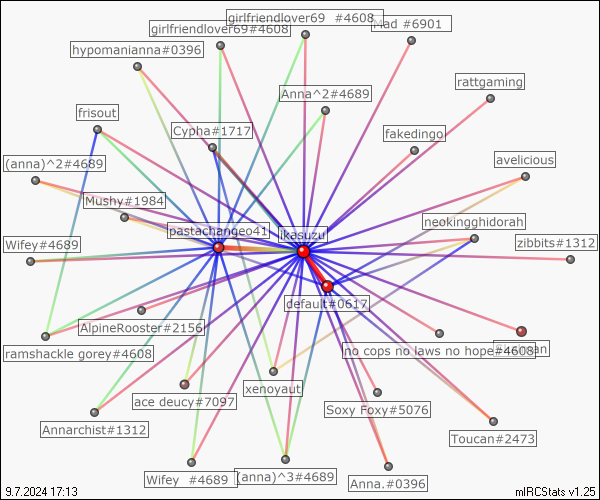 girlfriendlover69 #4608
Mad #6901
girlfriendlover69#4608
hypomanianna#0396
rattgaming
Anna^2#4689
frisout
Cypha#1717
fakedingo
avelicious
(anna)^2#4689
Mushy#1984
neokingghidorah
pastachangeo41
ikasuzu
Wifey#4689
zibbits#1312
default#0617
AlpineRooster#2156
ramshackle gorey#4608
no cops no laws no hope#4608
xenoyaut
ace deucy#7097
Soxy Foxy#5076
Annarchist#1312
Toucan#2473
Wifey #4689
(anna)^3#4689
Anna.#0396
9.7.2024 17:13
mIRCStats v1.25